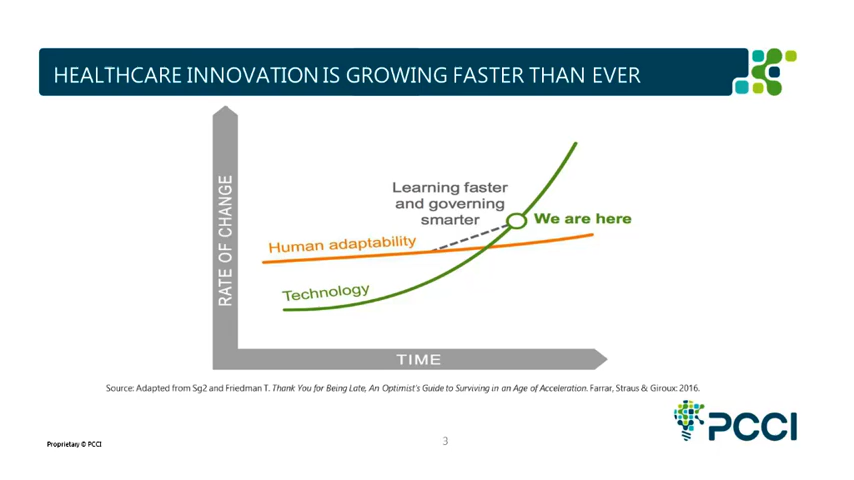 HEALTHCARE INNOVATION IS GROWING FASTER THAN EVER
RATE OF CHANGE
Learning faster
and governing
smarter
We are here
Human adaptability
Technology
TIME
Source: Adapted from Sg2 and Friedman T. Thank You for Being Late, An Optimist's Guide to Surviving in an Age of Acceleration. Farrar, Straus & Giroux: 2016.
PCCI
Proprietary © PCCI
3